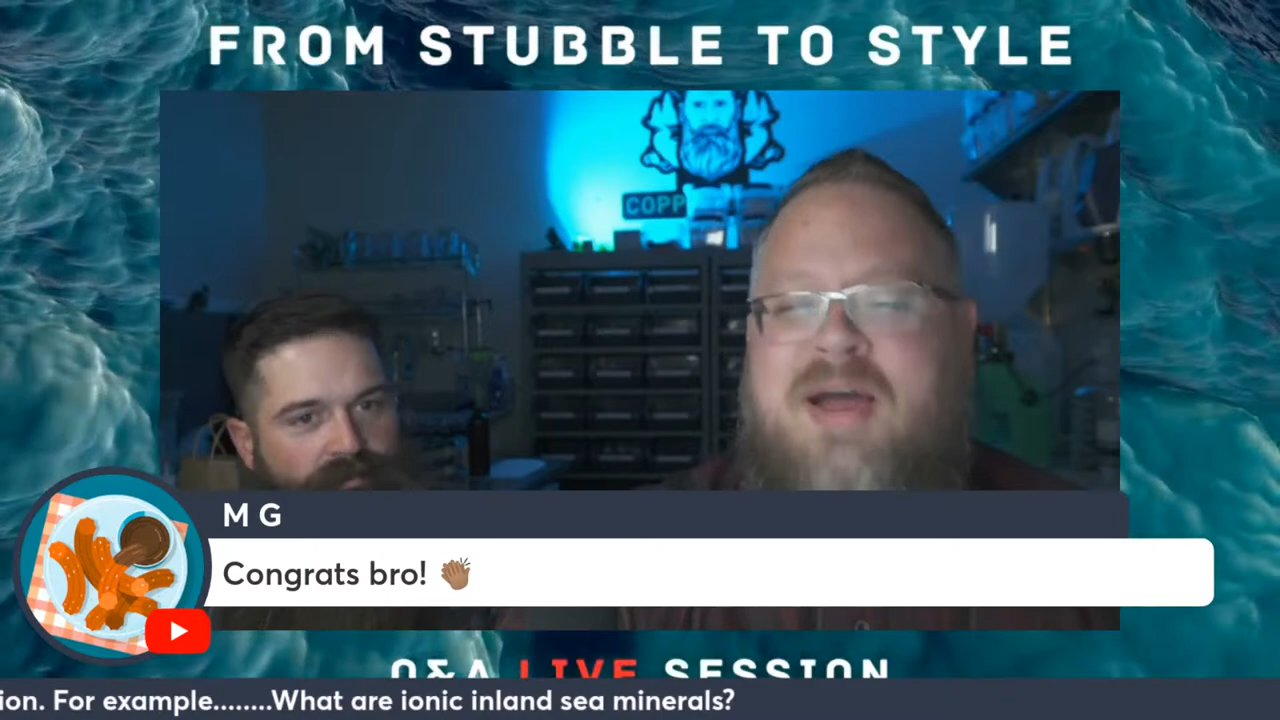 FROM STUBBLE TO STYLE
COPP
M G
Congrats bro! 👏🏽
Q&A LIVE SESSION
ion. For example........What are ionic inland sea minerals?